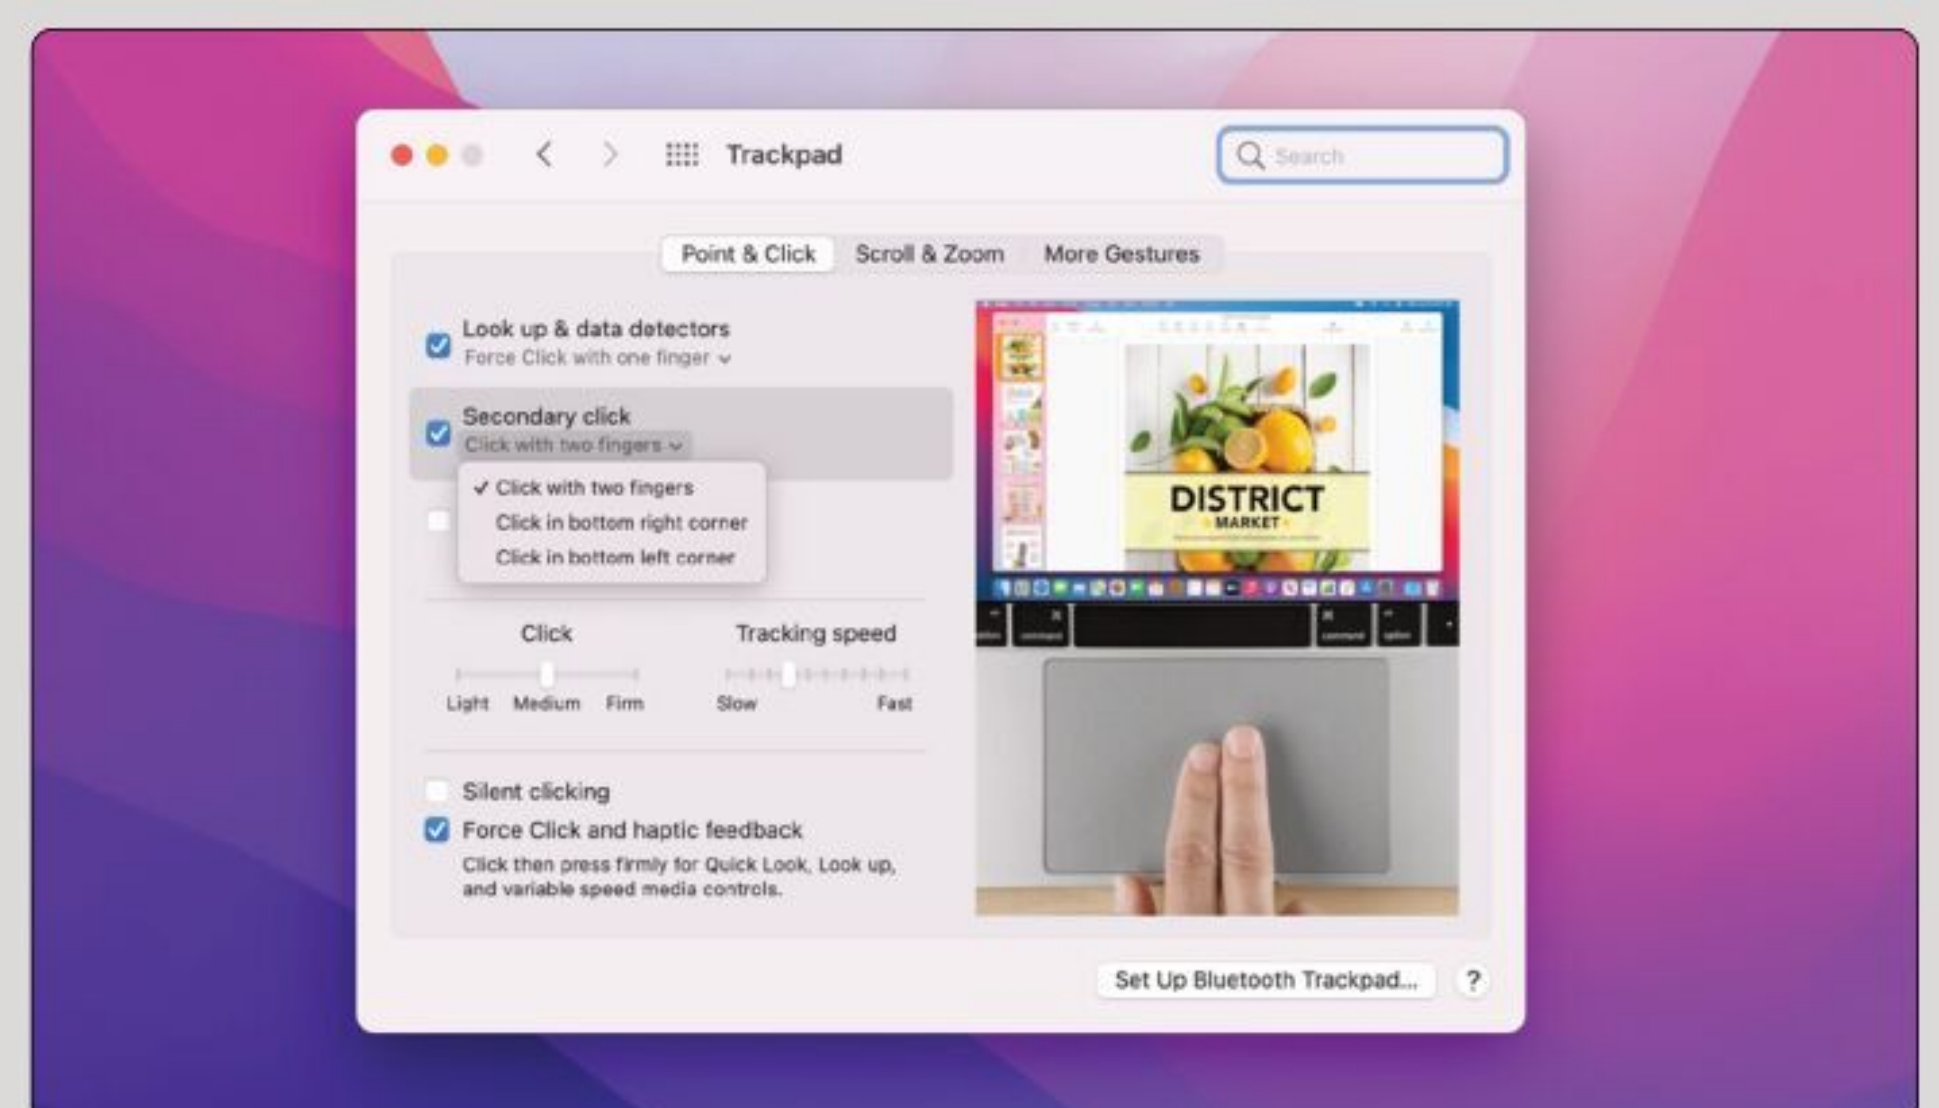 Trackpad
Search
Point & Click
Scroll & Zoom
More Gestures
Look up & data detectors
Force Click with one finger
Secondary click
Click with two fingers
✓ Click with two fingers
Click in bottom right corner
Click in bottom left corner
Click
Tracking speed
Light Medium Firm
Slow Fast
Silent clicking
Force Click and haptic feedback
Click then press firmly for Quick Look, Look up,
and variable speed media controls.
DISTRICT
MARKET
command
command
option
Set Up Bluetooth Trackpad...
?